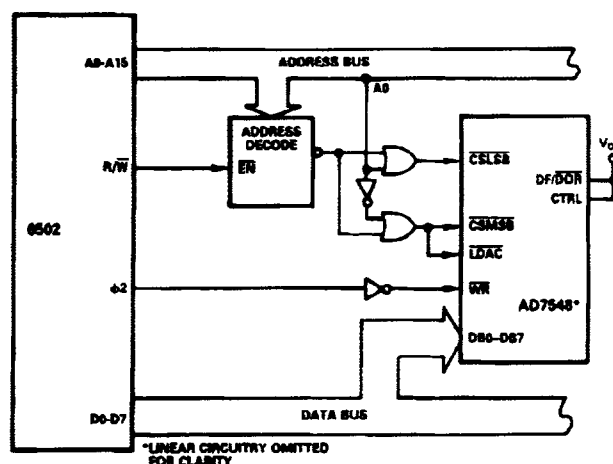 A0-A15
ADDRESS BUS
A0
ADDRESS
DECODE
EN
R/W
6502
ϕ2
D0-D7
DATA BUS
CSLSB
CSMSB
LDAC
WR
DB0-DB7
DF/DOR
CTRL
AD7548*
*LINEAR CIRCUITRY OMITTED
FOR CLARITY